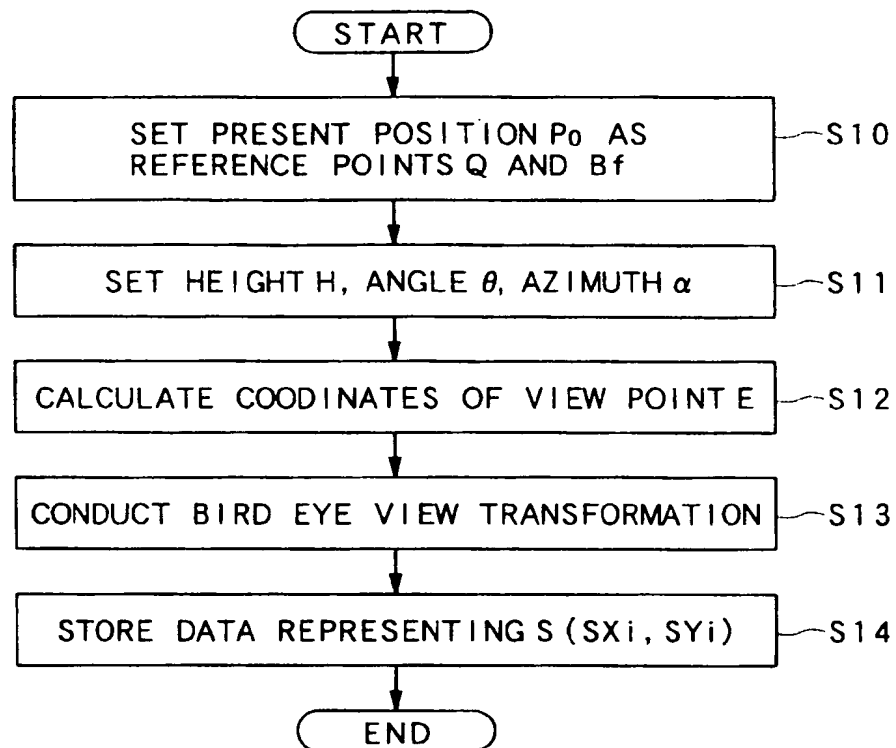 START
SET PRESENT POSITION P0 AS
REFERENCE POINTS Q AND Bf
S10
SET HEIGHT H, ANGLE θ, AZIMUTH α
S11
CALCULATE COODINATES OF VIEW POINT E
S12
CONDUCT BIRD EYE VIEW TRANSFORMATION
S13
STORE DATA REPRESENTING S (SXi, SYi)
S14
END